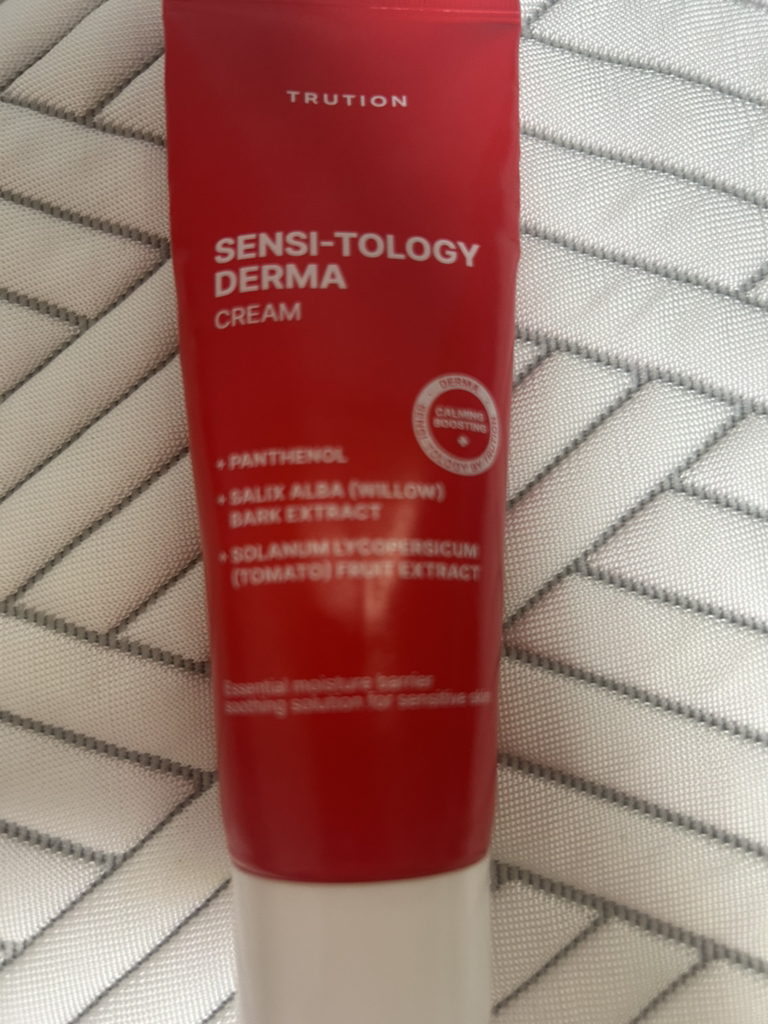 TRUTION
SENSI-TOLOGY
DERMA
CREAM
DERMA
CALMING
BOOSTING
+ PANTHENOL
+ SALIX ALBA (WILLOW)
BARK EXTRACT
+ SOLANUM LYCOPERSICUM
(TOMATO) FRUIT EXTRACT
Essential moisture barrier
soothing solution for sensitive skin